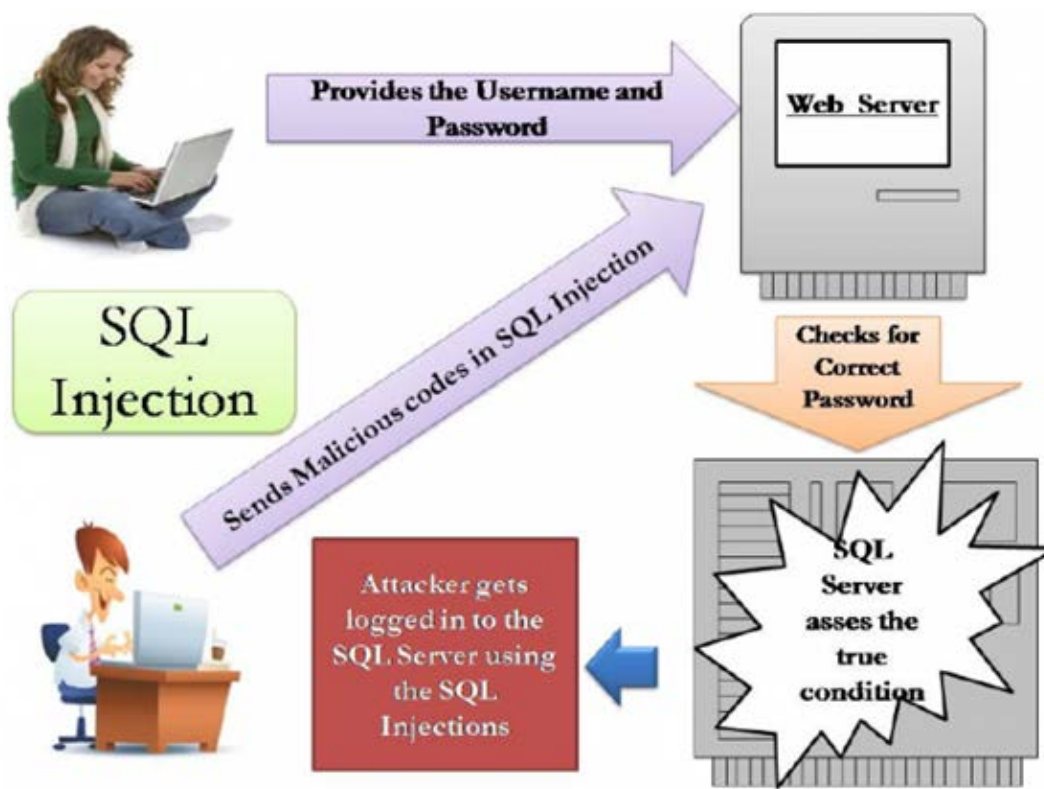 Provides the Username and
Password
Web Server
SQL
Injection
Sends Malicious codes in SQL Injection
Checks for
Correct
Password
SQL
Server
asses the
true
condition
Attacker gets
logged in to the
SQL Server using
the SQL
Injections